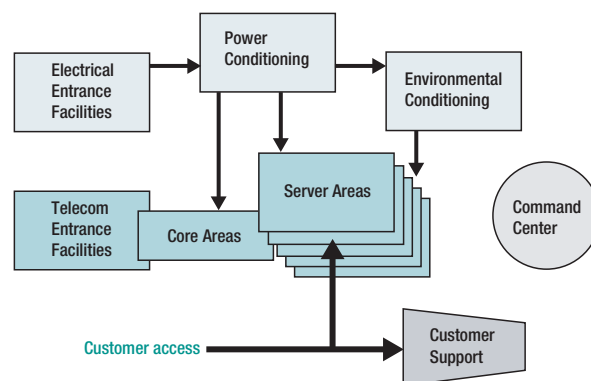 Power
Conditioning
Electrical
Entrance
Facilities
Environmental
Conditioning
Server Areas
Telecom
Entrance
Facilities
Core Areas
Command
Center
Customer access
Customer
Support